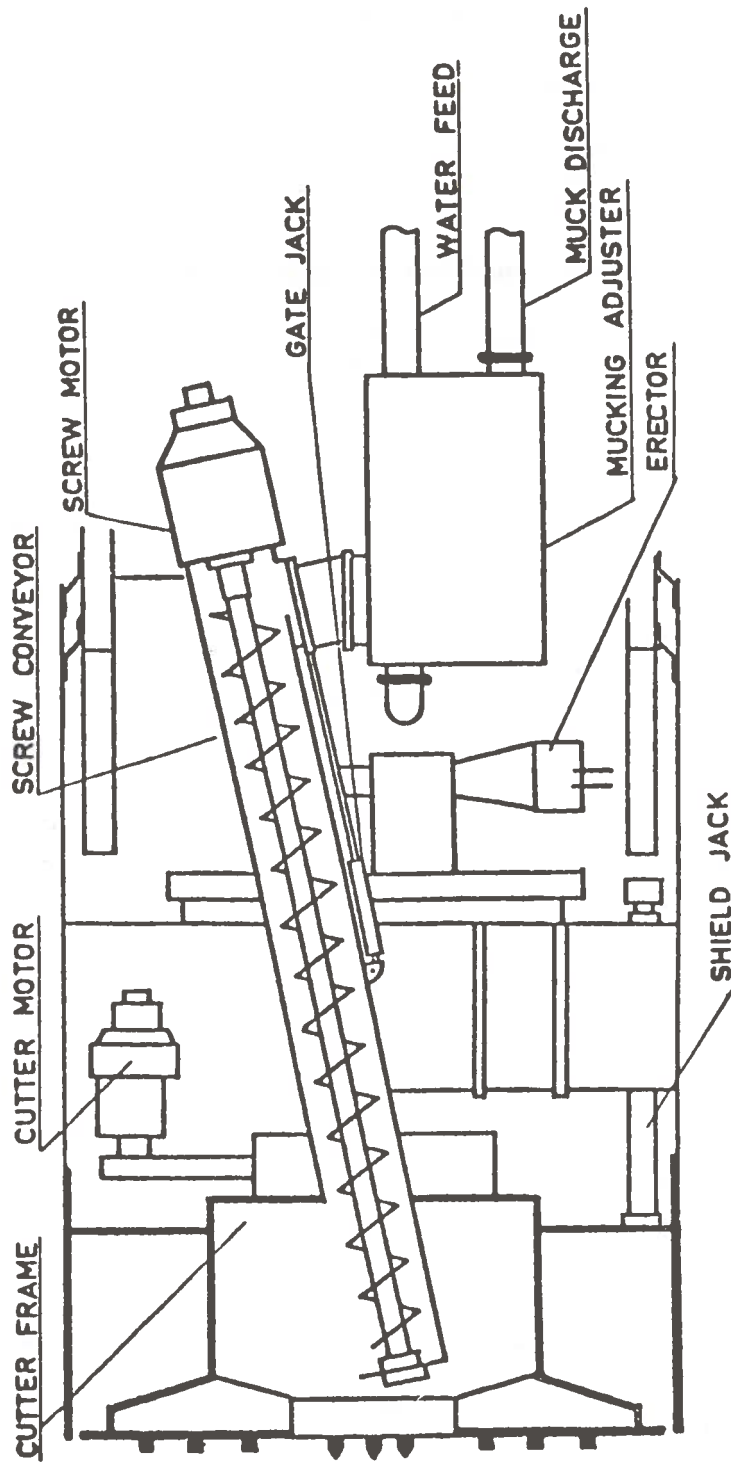 CUTTER FRAME
CUTTER MOTOR
SCREW CONVEYOR
SCREW MOTOR
GATE JACK
WATER FEED
MUCK DISCHARGE
MUCKING ADJUSTER
ERECTOR
SHIELD JACK